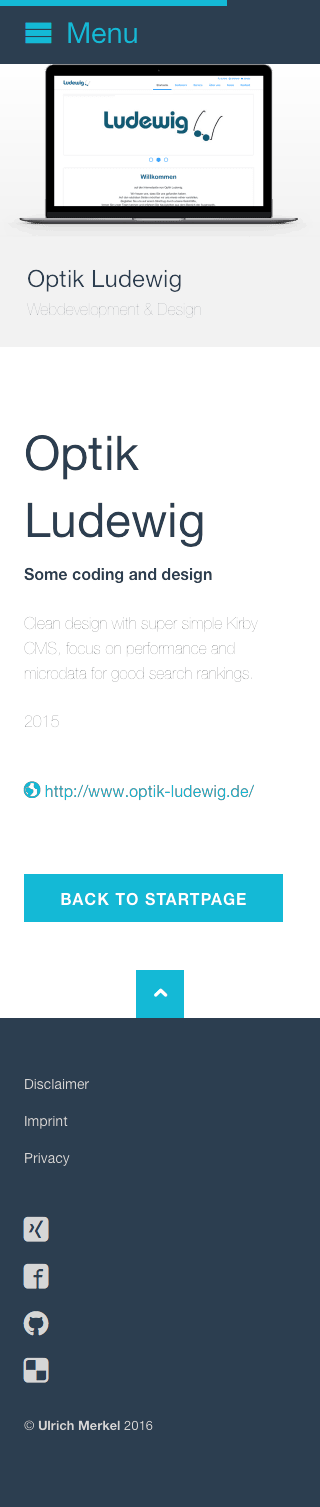 Menu
Ludewig
Ludewig
Willkommen
Optik Ludewig
Webdevelopment & Design
Optik
Ludewig
Some coding and design
Clean design with super simple Kirby
CMS, focus on performance and
microdata for good search rankings.
2015
http://www.optik-ludewig.de/
BACK TO STARTPAGE
Disclaimer
Imprint
Privacy
© Ulrich Merkel 2016